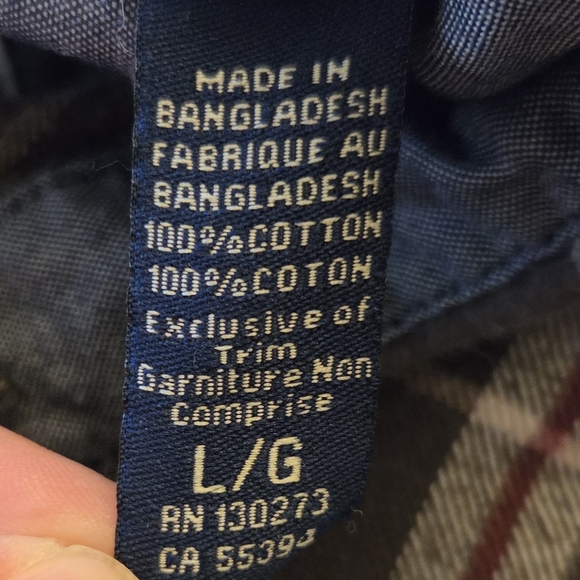 MADE IN
BANGLADESH
FABRIQUE AU
BANGLADESH
100% COTTON
100% COTON
Exclusive of
Trim
Garniture Non
Comprise
L/G
RN 130273
CA 55394